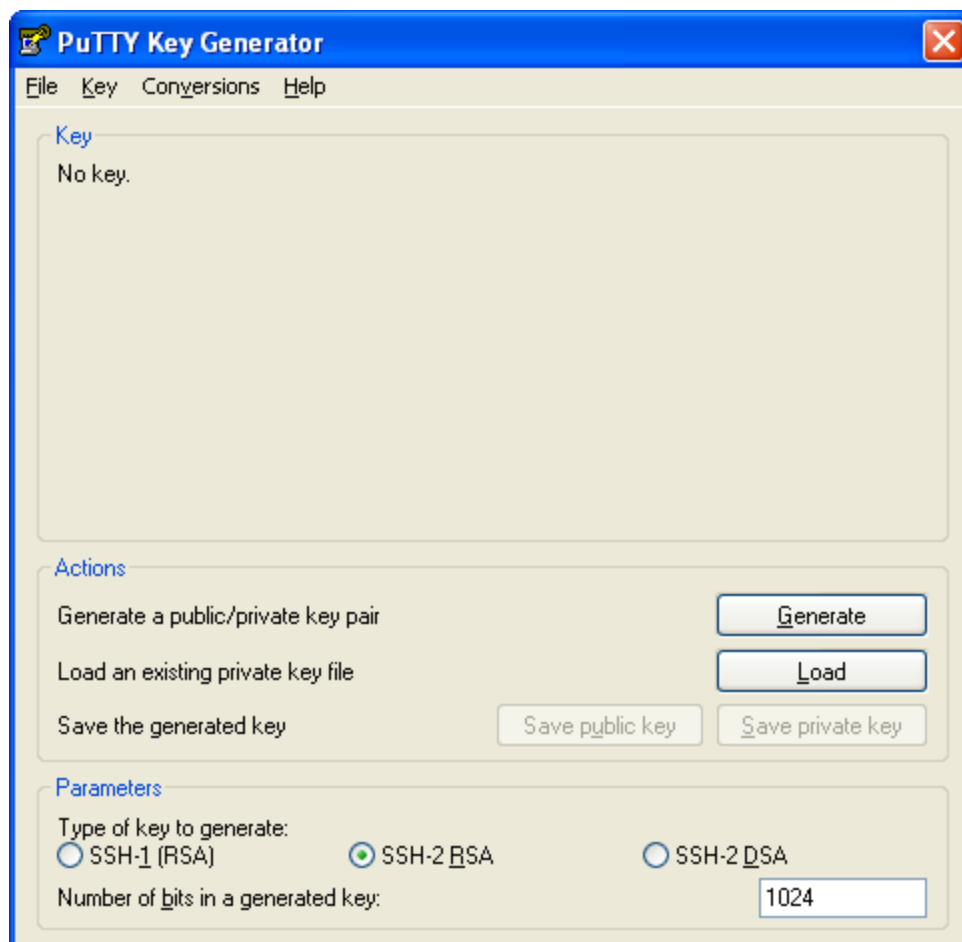 PuTTY Key Generator
File Key Conversions Help
Key
No key.
Actions
Generate a public/private key pair Generate
Load an existing private key file Load
Save the generated key Save public key Save private key
Parameters
Type of key to generate:
SSH-1 (RSA) SSH-2 RSA SSH-2 DSA
Number of bits in a generated key: 1024